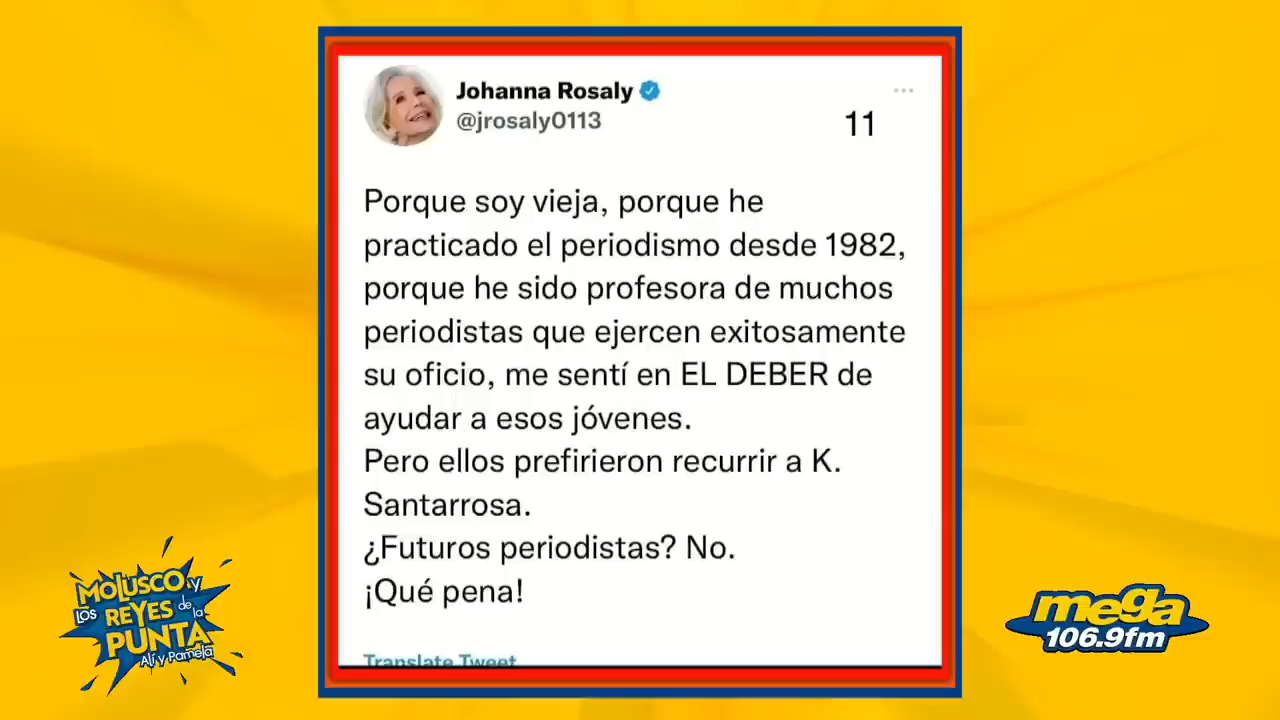 Johanna Rosaly
@jrosaly0113
11
Porque soy vieja, porque he
practicado el periodismo desde 1982,
porque he sido profesora de muchos
periodistas que ejercen exitosamente
su oficio, me sentí en EL DEBER de
ayudar a esos jóvenes.
Pero ellos prefirieron recurrir a K.
Santarrosa.
¿Futuros periodistas? No.
¡Qué pena!
Translate Tweet
MOLUSCO y
LOS REYES de la
PUNTA
Alí y Pamela
mega
106.9fm